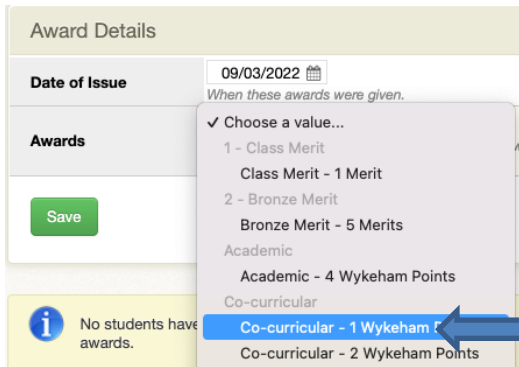 Award Details
Date of Issue
09/03/2022
When these awards were given.
Awards
✓ Choose a value...
1 - Class Merit
Class Merit - 1 Merit
2 - Bronze Merit
Bronze Merit - 5 Merits
Academic
Academic - 4 Wykeham Points
Co-curricular
Co-curricular - 1 Wykeham
Co-curricular - 2 Wykeham Points
Save
No students have
awards.